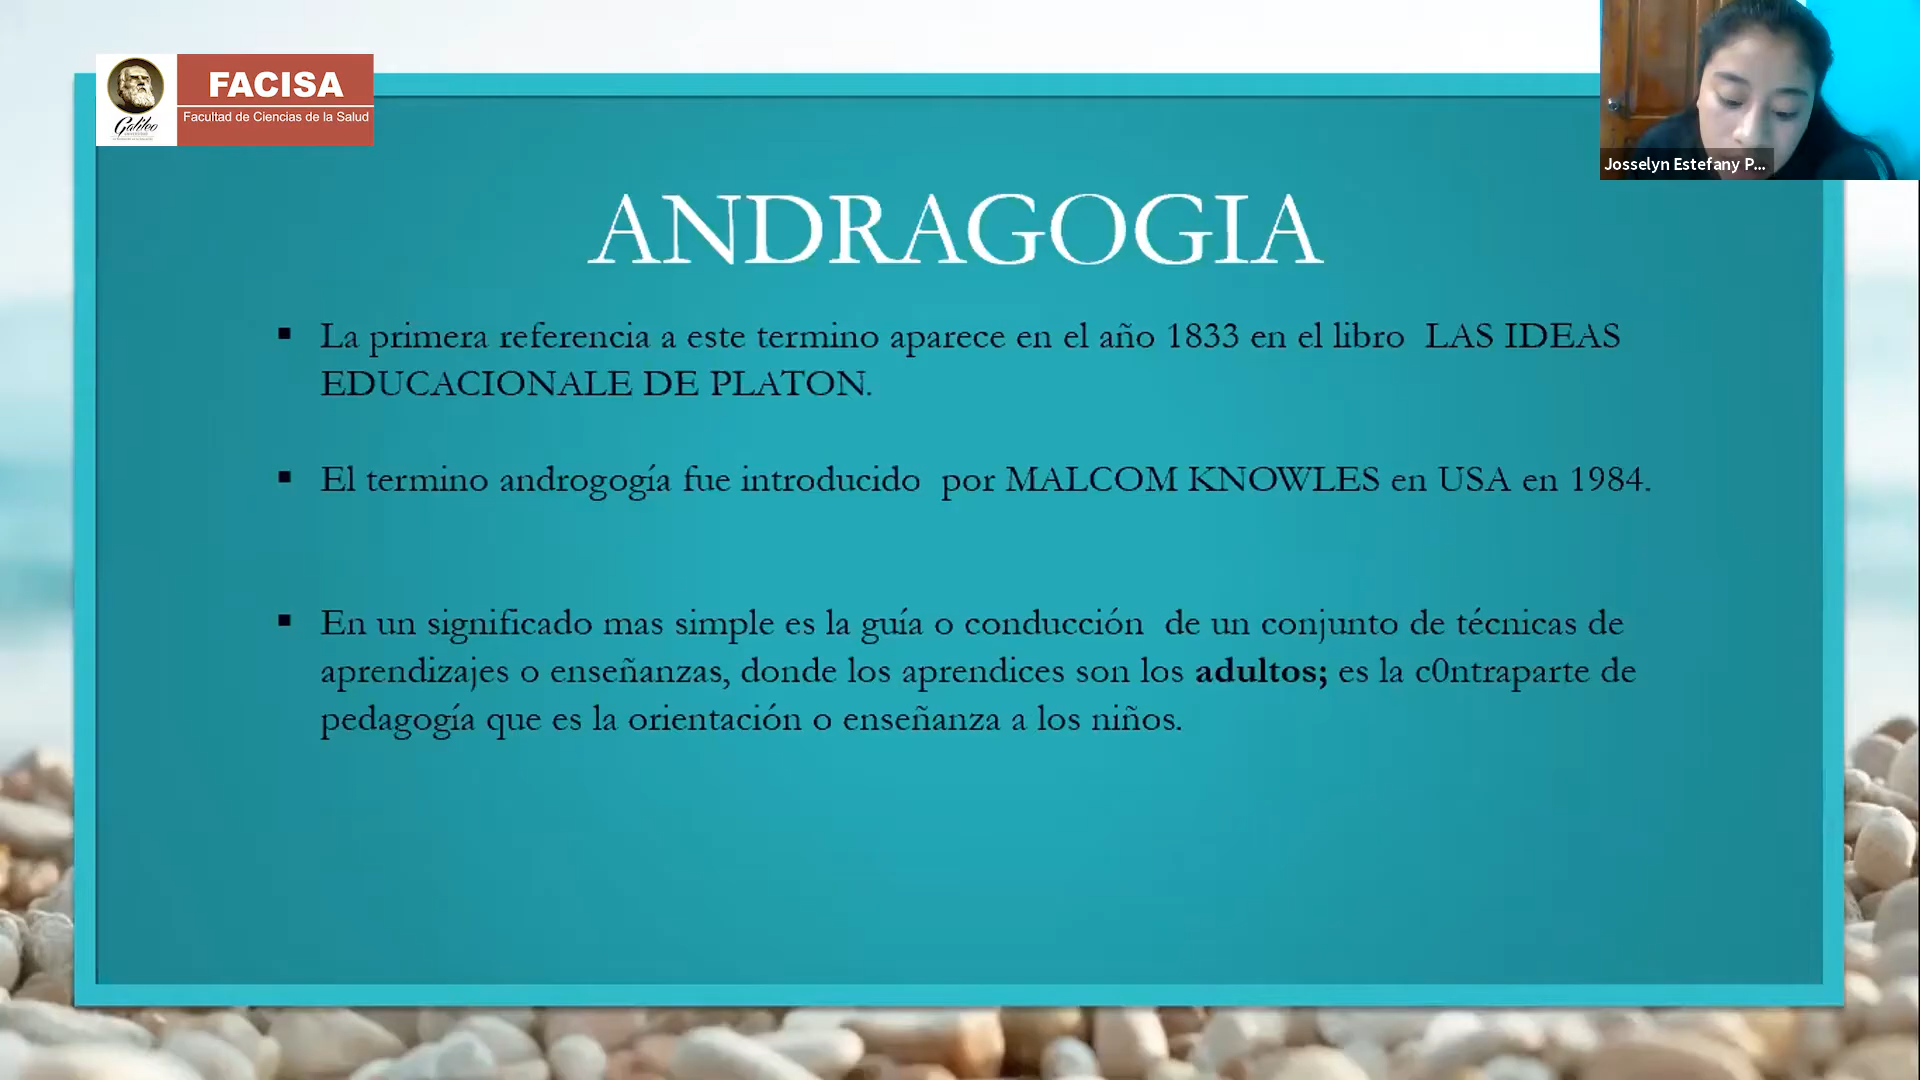 FACISA
Galileo
Facultad de Ciencias de la Salud
Josselyn Estefany P...
ANDRAGOGIA
▪ La primera referencia a este termino aparece en el año 1833 en el libro LAS IDEAS
EDUCACIONALE DE PLATON.
▪ El termino androgogía fue introducido por MALCOM KNOWLES en USA en 1984.
▪ En un significado mas simple es la guía o conducción de un conjunto de técnicas de
aprendizajes o enseñanzas, donde los aprendices son los adultos; es la c0ntraparte de
pedagogía que es la orientación o enseñanza a los niños.